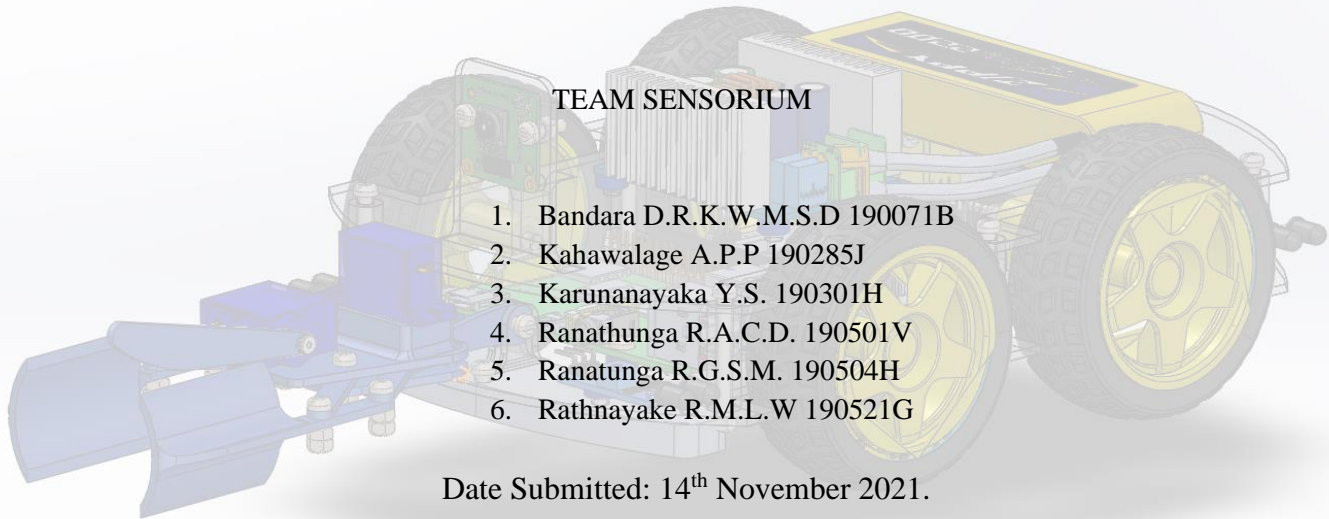 TEAM SENSORIUM
1. Bandara D.R.K.W.M.S.D 190071B
2. Kahawalage A.P.P 190285J
3. Karunanayaka Y.S. 190301H
4. Ranathunga R.A.C.D. 190501V
5. Ranatunga R.G.S.M. 190504H
6. Rathnayake R.M.L.W 190521G
Date Submitted: 14th November 2021.